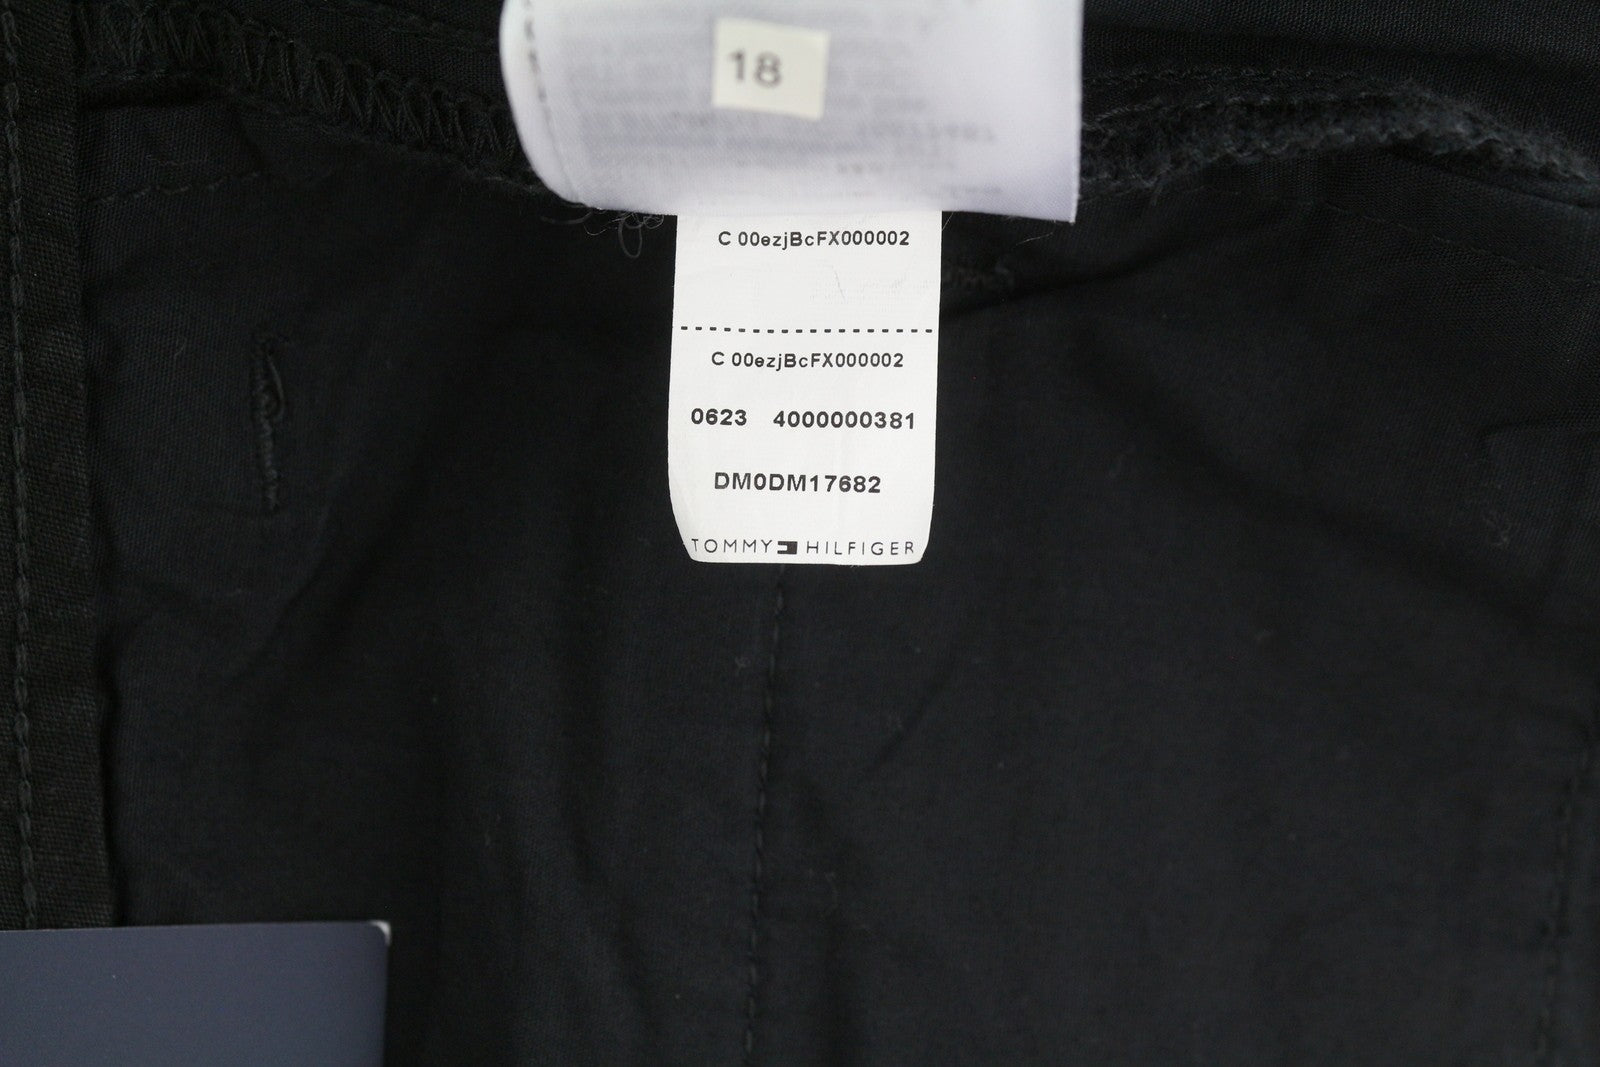 18
C 00ezjBcFX000002
C 00ezjBcFX000002
0623 4000000381
DM0DM17682
TOMMY HILFIGER